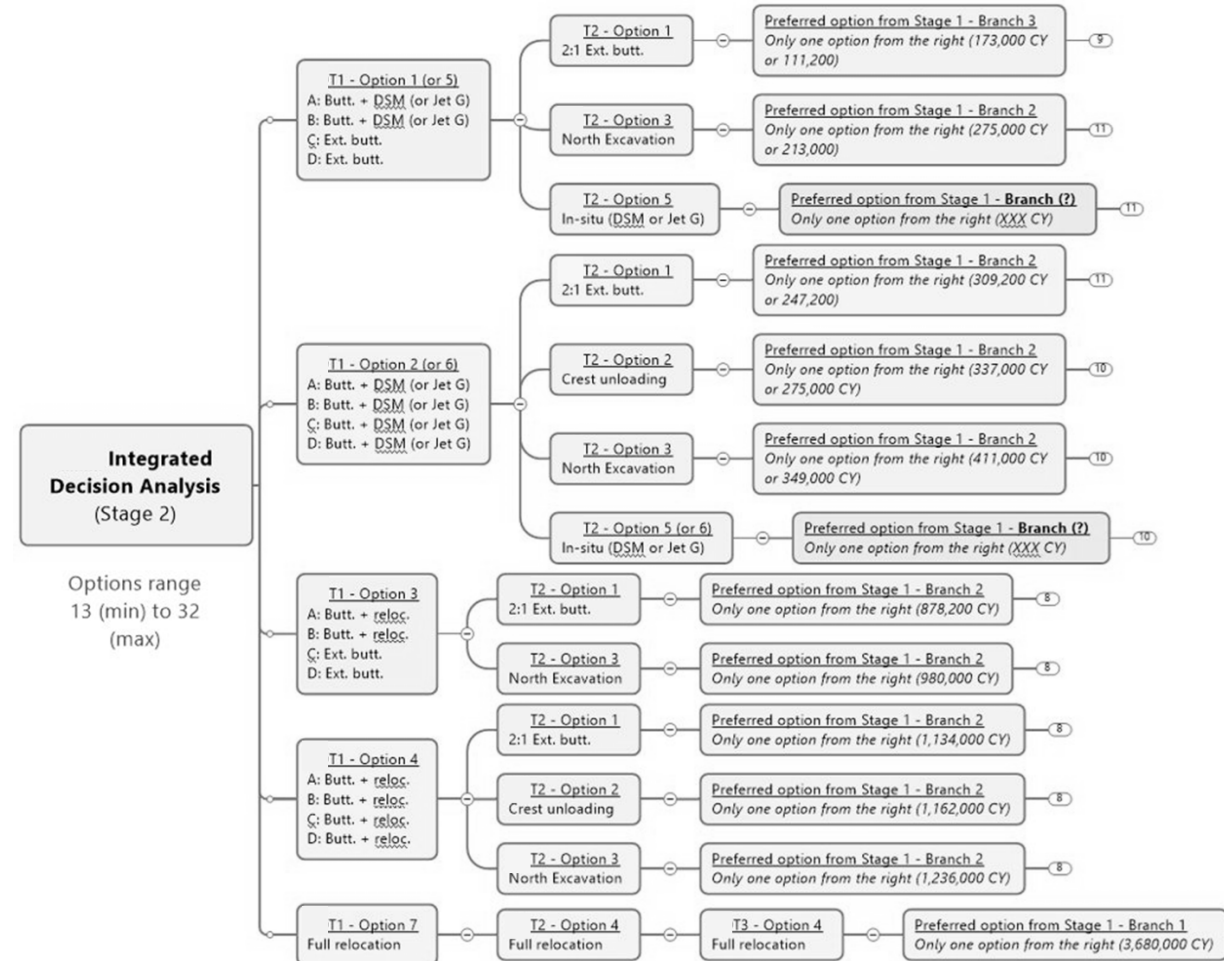 Integrated
Decision Analysis
(Stage 2)
Options range
13 (min) to 32
(max)
T1 - Option 1 (or 5)
A: Butt. + DSM (or Jet G)
B: Butt. + DSM (or Jet G)
C: Ext. butt.
D: Ext. butt.
T2 - Option 1
2:1 Ext. butt.
Preferred option from Stage 1 - Branch 3
Only one option from the right (173,000 CY
or 111,200)
9
T2 - Option 3
North Excavation
Preferred option from Stage 1 - Branch 2
Only one option from the right (275,000 CY
or 213,000)
11
T2 - Option 5
In-situ (DSM or Jet G)
Preferred option from Stage 1 - Branch (?)
Only one option from the right (XXX CY)
11
T1 - Option 2 (or 6)
A: Butt. + DSM (or Jet G)
B: Butt. + DSM (or Jet G)
C: Butt. + DSM (or Jet G)
D: Butt. + DSM (or Jet G)
T2 - Option 1
2:1 Ext. butt.
Preferred option from Stage 1 - Branch 2
Only one option from the right (309,200 CY
or 247,200)
11
T2 - Option 2
Crest unloading
Preferred option from Stage 1 - Branch 2
Only one option from the right (337,000 CY
or 275,000 CY)
10
T2 - Option 3
North Excavation
Preferred option from Stage 1 - Branch 2
Only one option from the right (411,000 CY
or 349,000 CY)
10
T2 - Option 5 (or 6)
In-situ (DSM or Jet G)
Preferred option from Stage 1 - Branch (?)
Only one option from the right (XXX CY)
10
T1 - Option 3
A: Butt. + reloc.
B: Butt. + reloc.
C: Ext. butt.
D: Ext. butt.
T2 - Option 1
2:1 Ext. butt.
Preferred option from Stage 1 - Branch 2
Only one option from the right (878,200 CY)
8
T2 - Option 3
North Excavation
Preferred option from Stage 1 - Branch 2
Only one option from the right (980,000 CY)
8
T1 - Option 4
A: Butt. + reloc.
B: Butt. + reloc.
C: Butt. + reloc.
D: Butt. + reloc.
T2 - Option 1
2:1 Ext. butt.
Preferred option from Stage 1 - Branch 2
Only one option from the right (1,134,000 CY)
8
T2 - Option 2
Crest unloading
Preferred option from Stage 1 - Branch 2
Only one option from the right (1,162,000 CY)
8
T2 - Option 3
North Excavation
Preferred option from Stage 1 - Branch 2
Only one option from the right (1,236,000 CY)
8
T1 - Option 7
Full relocation
T2 - Option 4
Full relocation
T3 - Option 4
Full relocation
Preferred option from Stage 1 - Branch 1
Only one option from the right (3,680,000 CY)